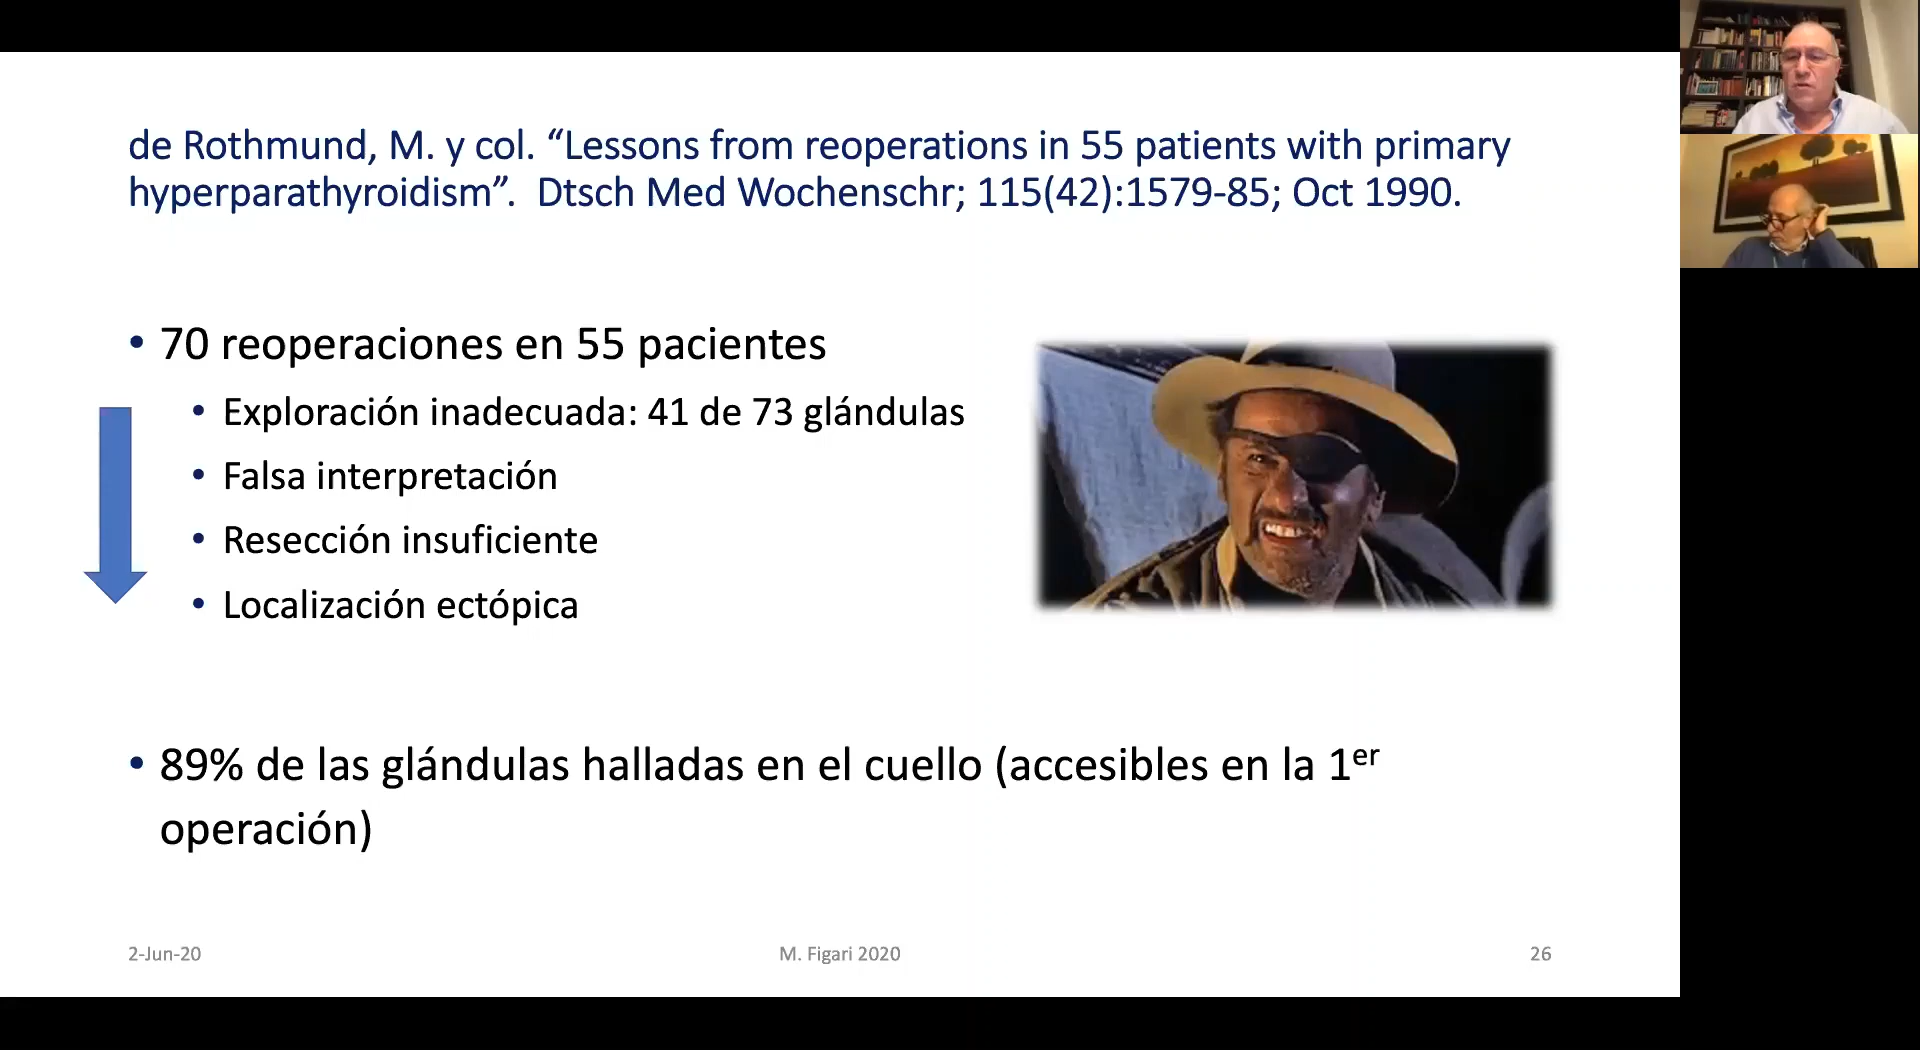 de Rothmund, M. y col. “Lessons from reoperations in 55 patients with primary
hyperparathyroidism”.  Dtsch Med Wochenschr; 115(42):1579-85; Oct 1990.
• 70 reoperaciones en 55 pacientes
• Exploración inadecuada: 41 de 73 glándulas
• Falsa interpretación
• Resección insuficiente
• Localización ectópica
• 89% de las glándulas halladas en el cuello (accesibles en la 1er
operación)
2-Jun-20
M. Figari 2020
26